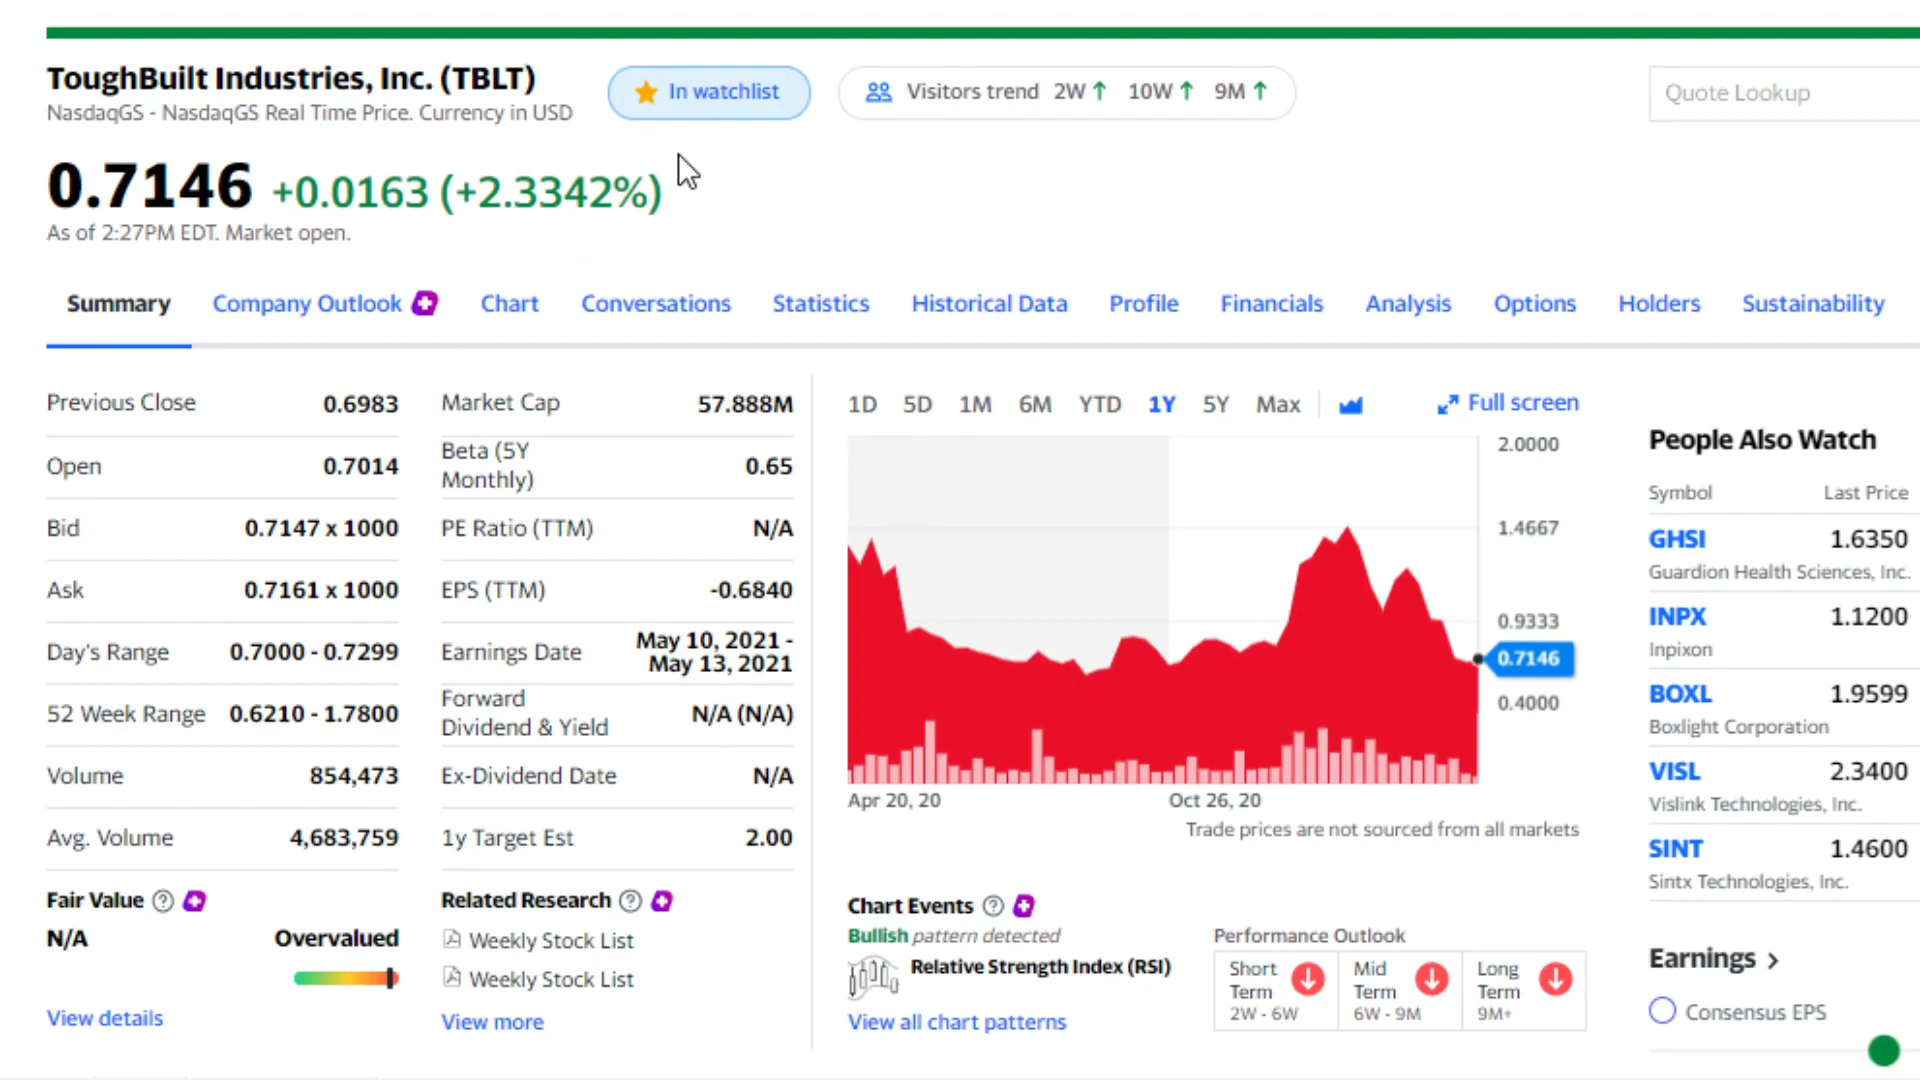 ToughBuilt Industries, Inc. (TBLT)
NasdaqGS - NasdaqGS Real Time Price. Currency in USD
In watchlist
Visitors trend 2W 10W 9M
Quote Lookup
0.7146 +0.0163 (+2.3342%)
As of 2:27PM EDT. Market open.
Summary Company Outlook Chart Conversations Statistics Historical Data Profile Financials Analysis Options Holders Sustainability
Previous Close 0.6983
Open 0.7014
Bid 0.7147 x 1000
Ask 0.7161 x 1000
Day's Range 0.7000 - 0.7299
52 Week Range 0.6210 - 1.7800
Volume 854,473
Avg. Volume 4,683,759
Fair Value
N/A Overvalued
View details
Market Cap 57.888M
Beta (5Y
Monthly) 0.65
PE Ratio (TTM) N/A
EPS (TTM) -0.6840
Earnings Date May 10, 2021 -
May 13, 2021
Forward
Dividend & Yield N/A (N/A)
Ex-Dividend Date N/A
1y Target Est 2.00
Related Research
Weekly Stock List
Weekly Stock List
View more
1D 5D 1M 6M YTD 1Y 5Y Max Full screen
2.0000
1.4667
0.9333
0.7146
0.4000
Apr 20, 20 Oct 26, 20
Trade prices are not sourced from all markets
Chart Events
Bullish pattern detected
Relative Strength Index (RSI)
View all chart patterns
Performance Outlook
Short
Term
2W - 6W
Mid
Term
6W - 9M
Long
Term
9M+
People Also Watch
Symbol Last Price
GHSI 1.6350
Guardion Health Sciences, Inc.
INPX 1.1200
Inpixon
BOXL 1.9599
Boxlight Corporation
VISL 2.3400
Vislink Technologies, Inc.
SINT 1.4600
Sintx Technologies, Inc.
Earnings
Consensus EPS